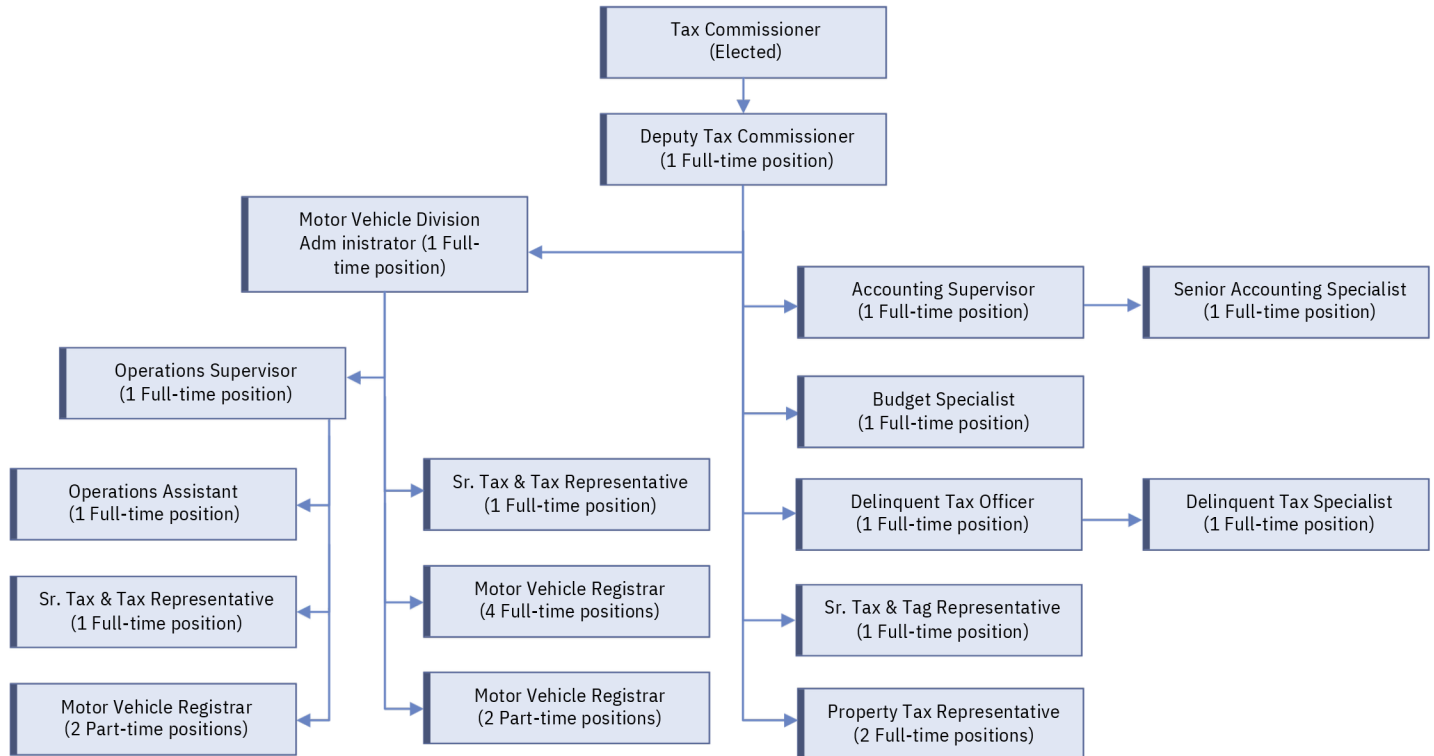 Tax Commissioner
(Elected)
Deputy Tax Commissioner
(1 Full-time position)
Motor Vehicle Division
Adm inistrator (1 Full-
time position)
Accounting Supervisor
(1 Full-time position)
Senior Accounting Specialist
(1 Full-time position)
Operations Supervisor
(1 Full-time position)
Budget Specialist
(1 Full-time position)
Operations Assistant
(1 Full-time position)
Sr. Tax & Tax Representative
(1 Full-time position)
Delinquent Tax Officer
(1 Full-time position)
Delinquent Tax Specialist
(1 Full-time position)
Sr. Tax & Tax Representative
(1 Full-time position)
Motor Vehicle Registrar
(4 Full-time positions)
Sr. Tax & Tag Representative
(1 Full-time position)
Motor Vehicle Registrar
(2 Part-time positions)
Motor Vehicle Registrar
(2 Part-time positions)
Property Tax Representative
(2 Full-time positions)